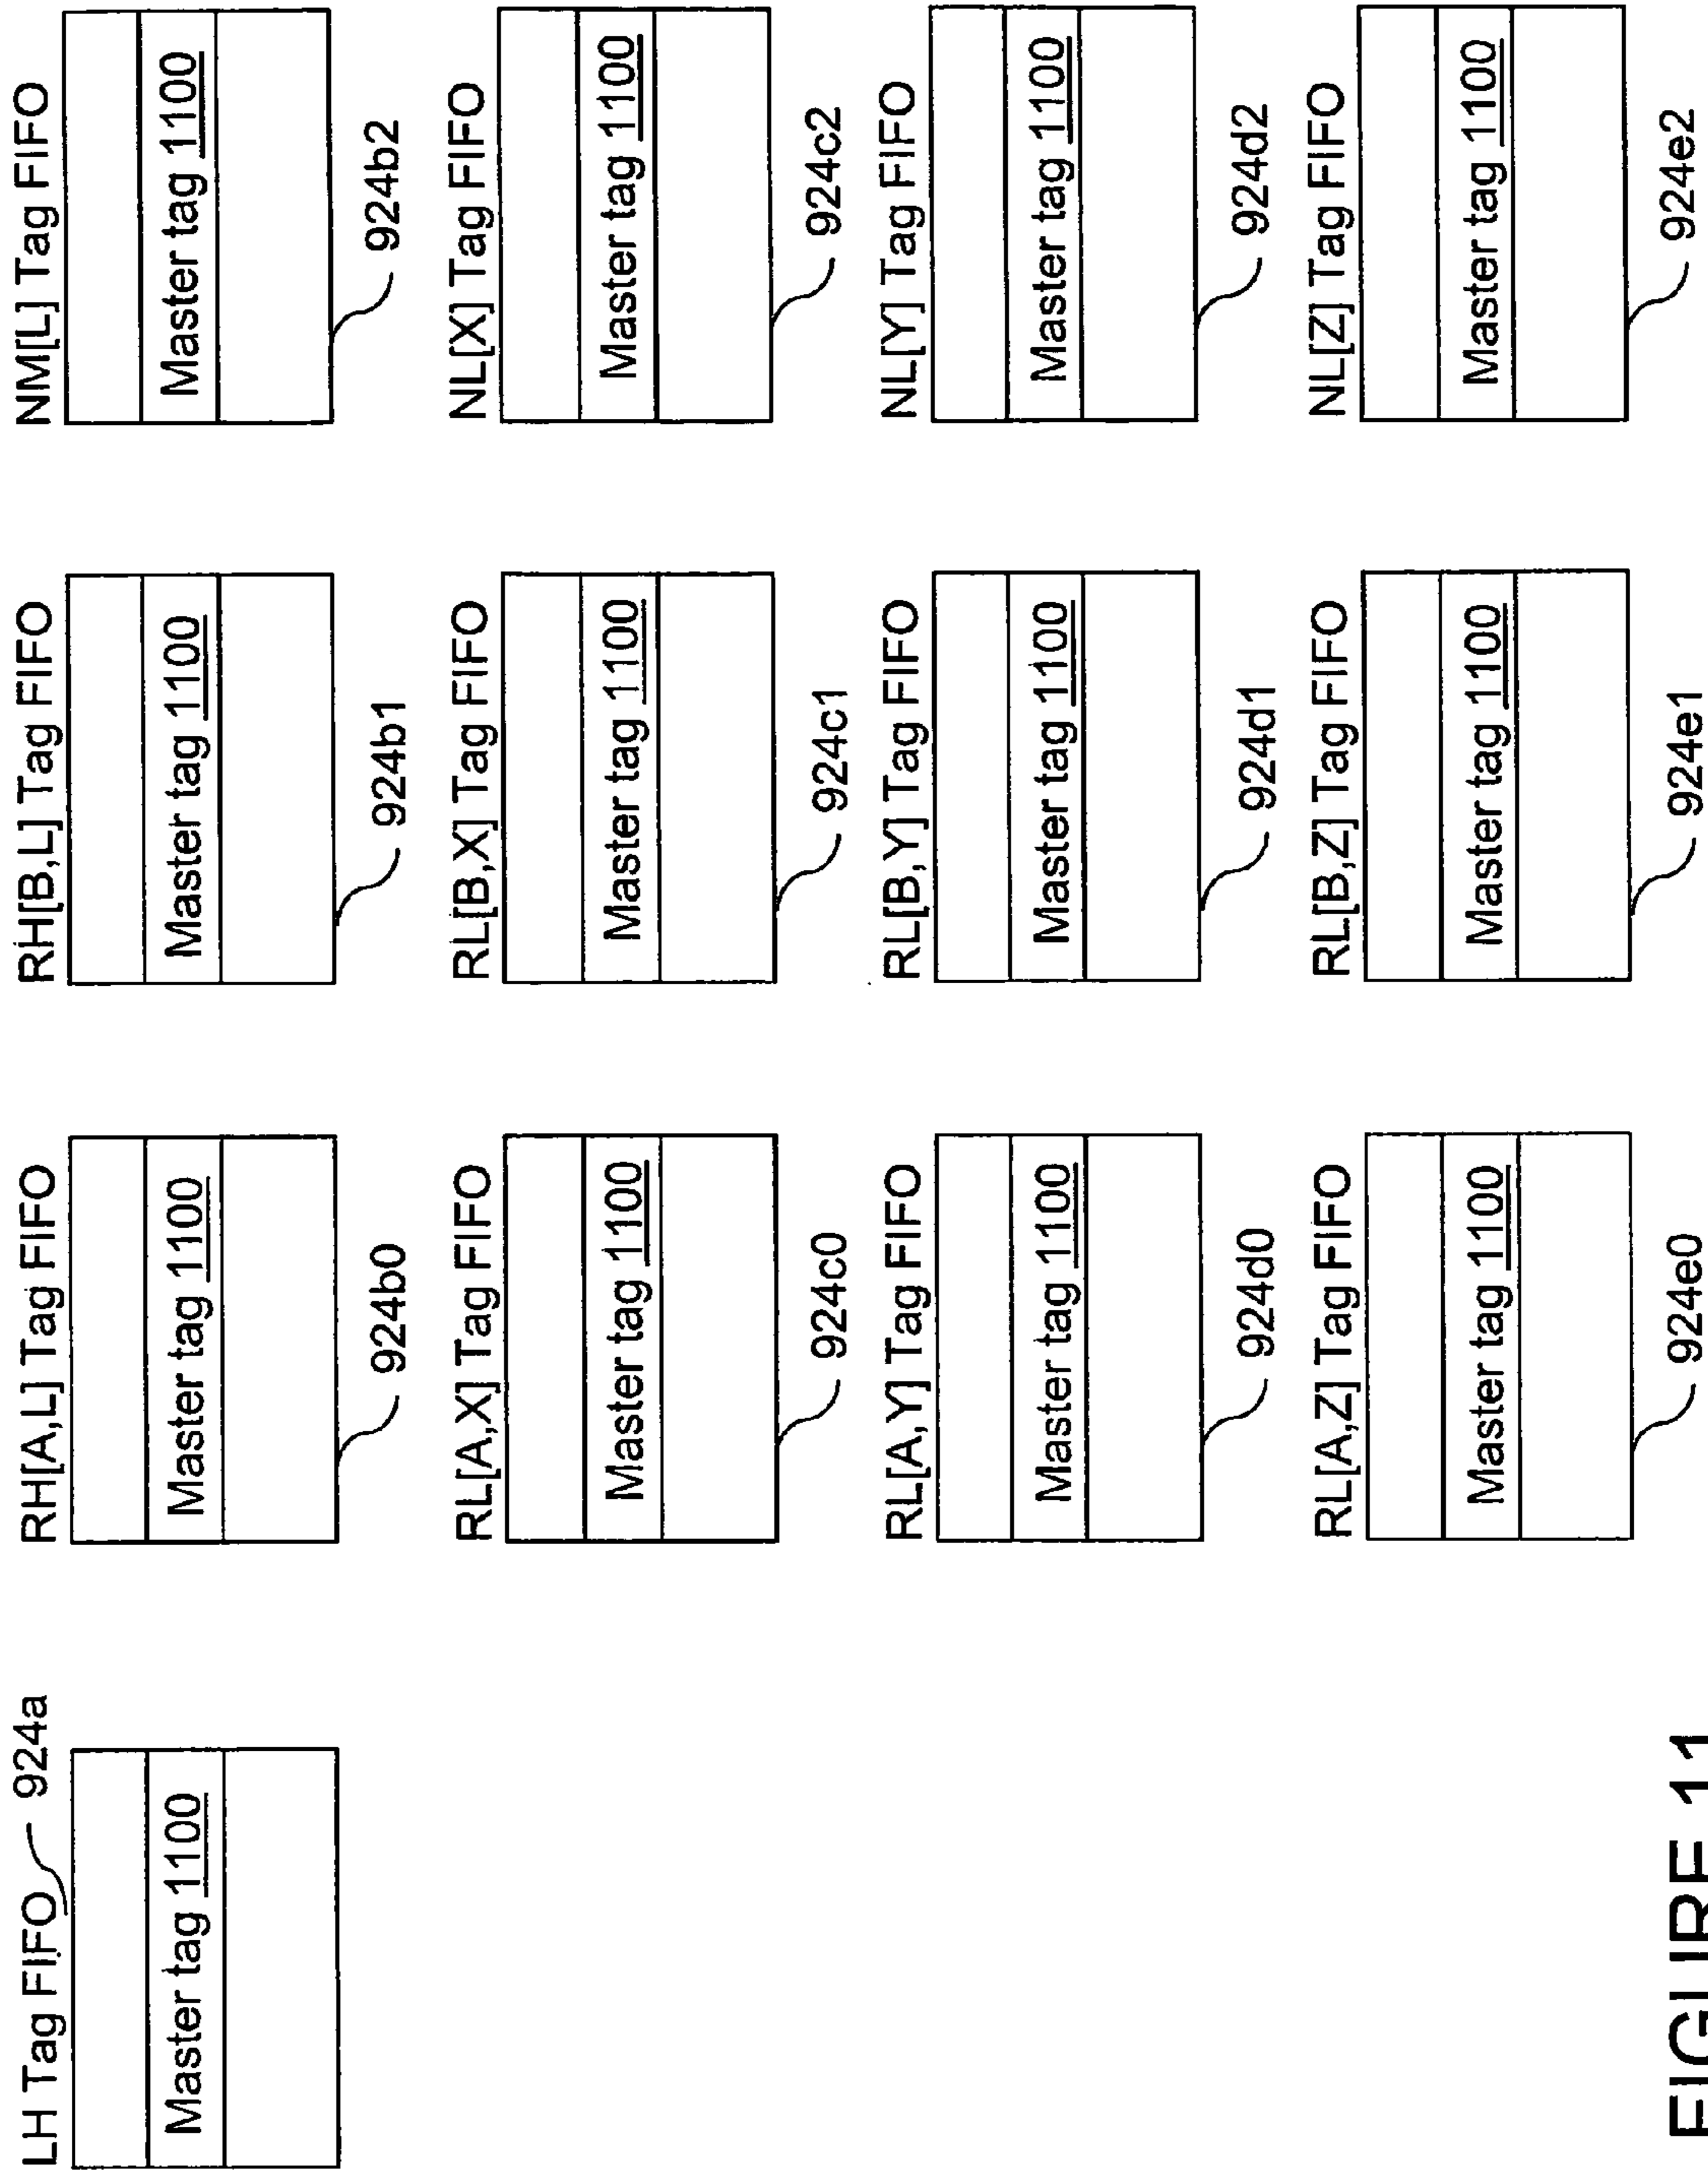 LH Tag FIFO 924a
Master tag 1100
RH[A,L] Tag FIFO
Master tag 1100
924b0
RH[B,L] Tag FIFO
Master tag 1100
924b1
NM[L] Tag FIFO
Master tag 1100
924b2
RL[A,X] Tag FIFO
Master tag 1100
924c0
RL[B,X] Tag FIFO
Master tag 1100
924c1
NL[X] Tag FIFO
Master tag 1100
924c2
RL[A,Y] Tag FIFO
Master tag 1100
924d0
RL[B,Y] Tag FIFO
Master tag 1100
924d1
NL[Y] Tag FIFO
Master tag 1100
924d2
RL[A,Z] Tag FIFO
Master tag 1100
924e0
RL[B,Z] Tag FIFO
Master tag 1100
924e1
NL[Z] Tag FIFO
Master tag 1100
924e2
FIGURE 11